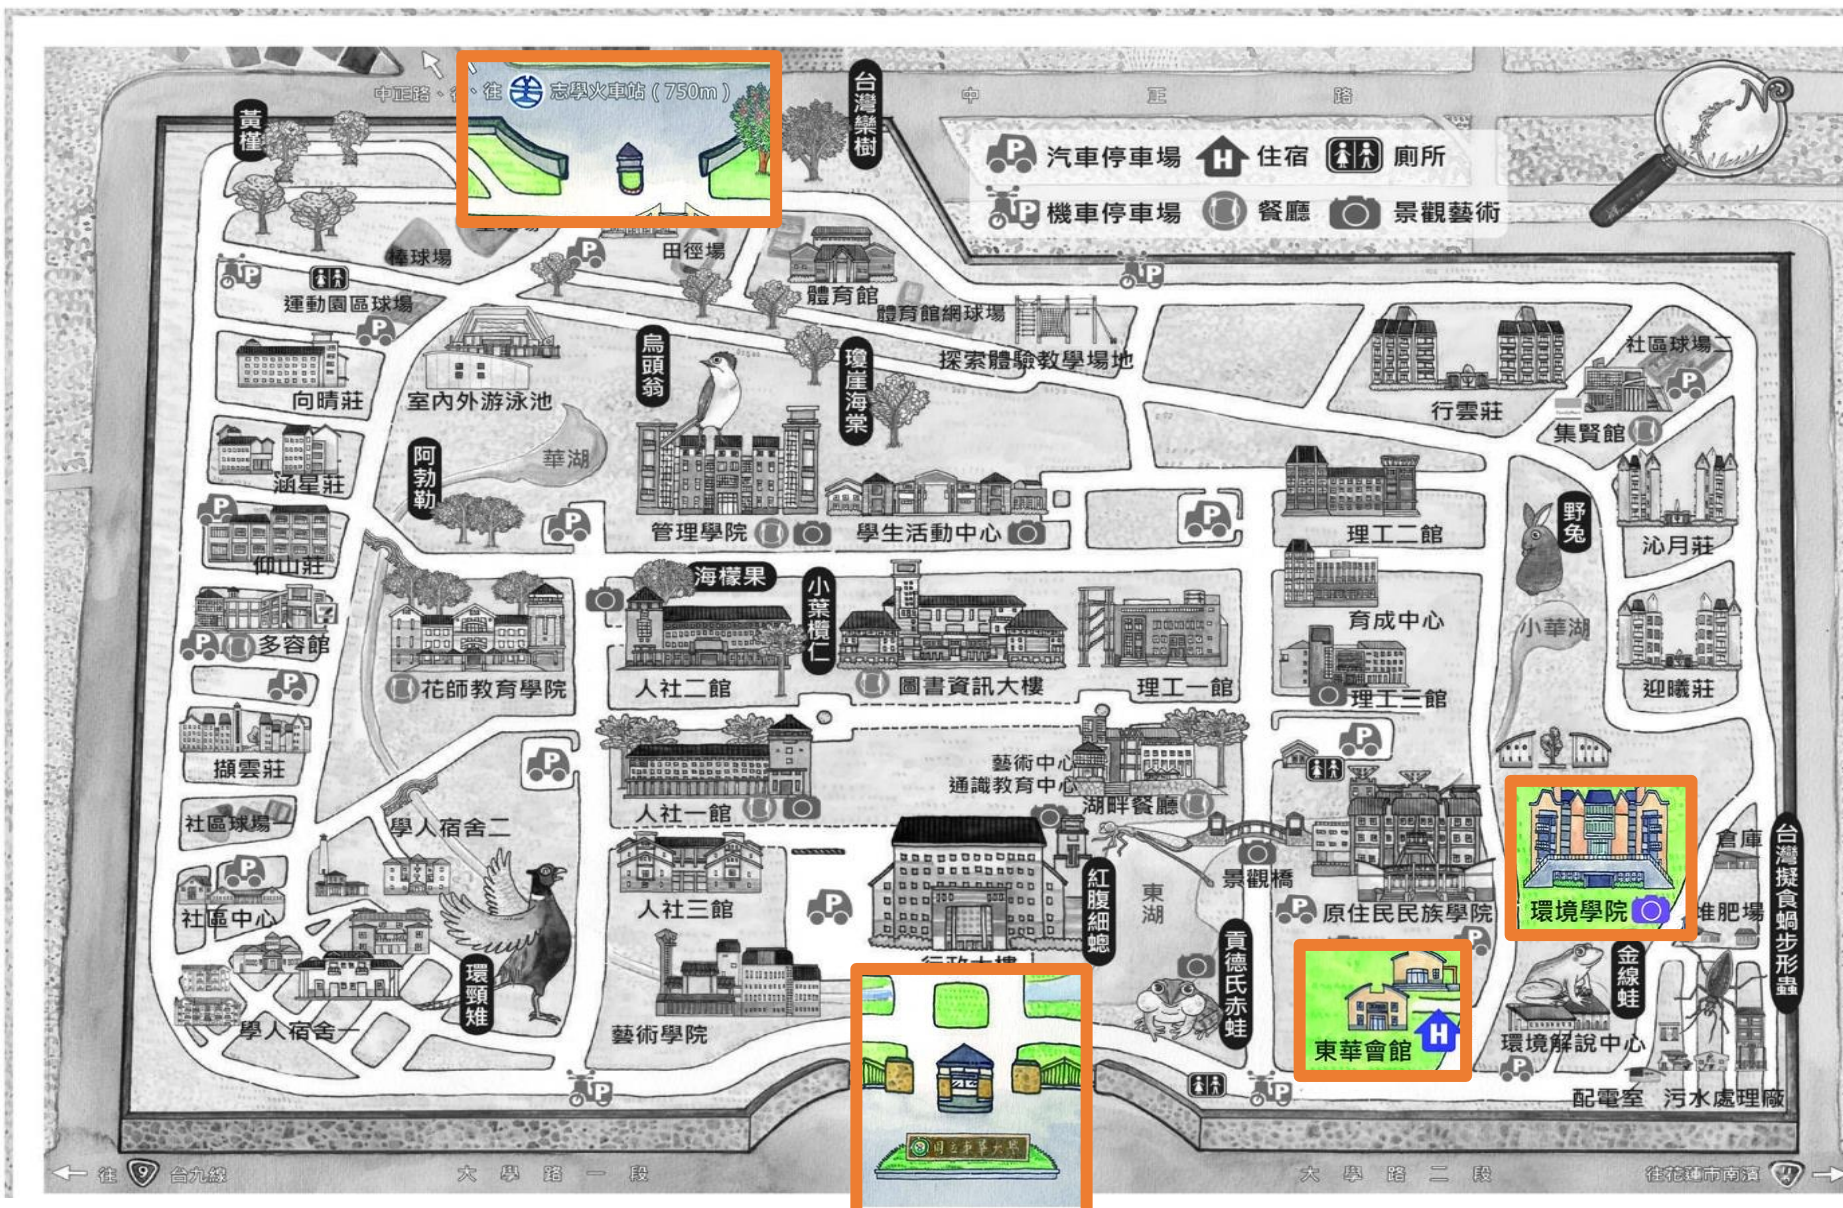 中正路、
往
志學火車站(750m)
台灣欒樹
中 正 路
N
黃槿
P 汽車停車場 H 住宿 廁所
P 機車停車場 餐廳 景觀藝術
棒球場
田徑場
體育館
P
運動園區球場
體育館網球場
探索體驗教學場地
烏頭翁
瓊崖海棠
社區球場二
向晴莊
室內外游泳池
行雲莊
集賢館
阿勃勒
華湖
涵星莊
管理學院
學生活動中心
理工二館
野兔
沁月莊
仰山莊
海檬果
小葉欖仁
育成中心
小華湖
多容館
花師教育學院
人社二館
圖書資訊大樓
理工一館
理工三館
迎曦莊
擷雲莊
藝術中心
通識教育中心
湖畔餐廳
人社一館
社區球場
學人宿舍二
倉庫
台灣擬食蝸步形蟲
景觀橋
社區中心
人社三館
紅腹細蟌
東湖
原住民民族學院
環境學院
堆肥場
行政大樓
貢德氏赤蛙
金線蛙
環頸雉
學人宿舍一
藝術學院
東華會館
H
環境解說中心
配電室
污水處理廠
國立東華大學
往 9 台九線
大學路一段
大學路二段
往花蓮市南濱